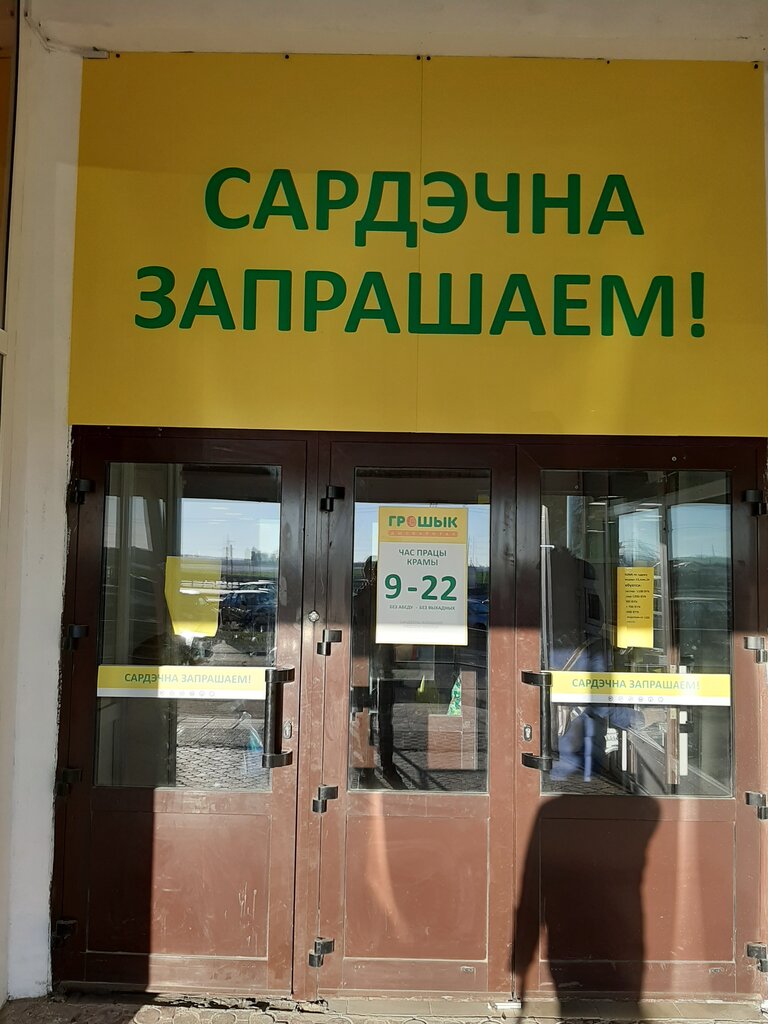 САРДЭЧНА
ЗАПРАШАЕМ!
ГРОШЫК
ЧАС ПРАЦЫ
КРАМЫ
9-22
БЕЗ АБЕДУ - БЕЗ ВЫХАДНЫХ
САРДЭЧНА ЗАПРАШАЕМ!
САРДЭЧНА ЗАПРАШАЕМ!